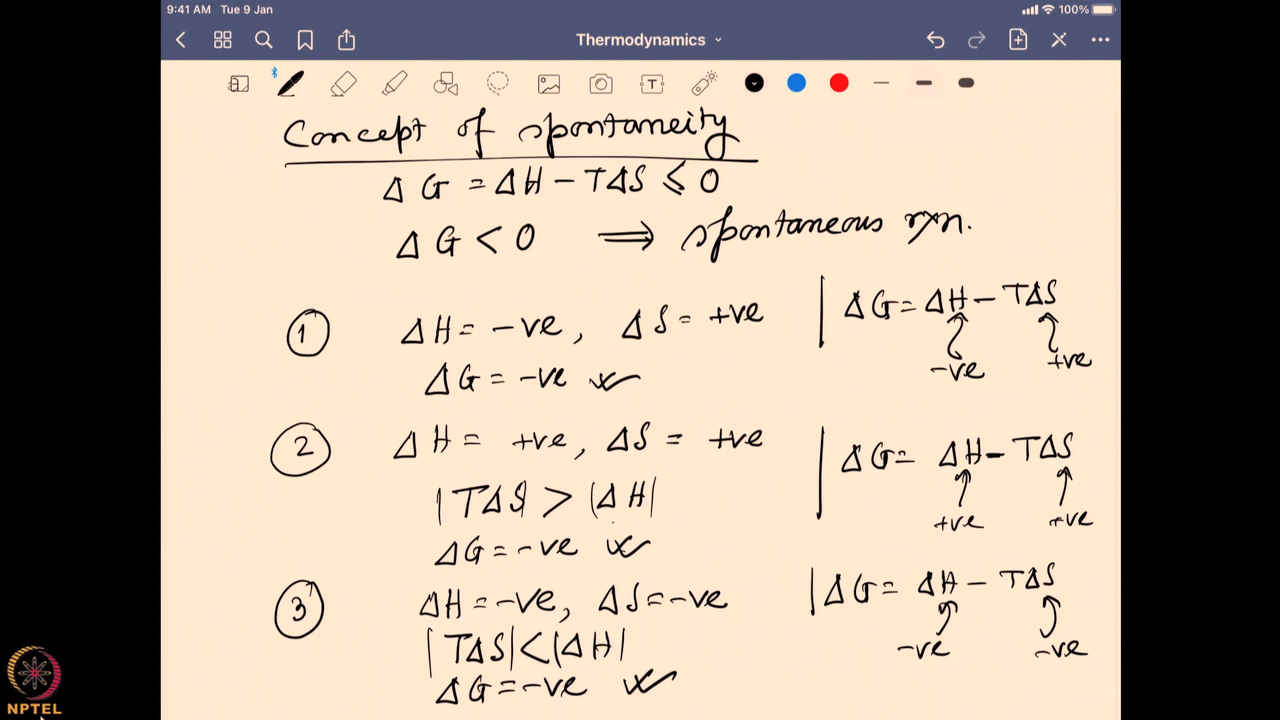 9:41 AM Tue 9 Jan
100%
Thermodynamics
T
Concept of spontaneity
ΔG = ΔH − TΔS ≤ 0
ΔG < 0 ⟹ spontaneous rxn.
1 ΔH = −ve, ΔS = +ve
ΔG = −ve
| ΔG = ΔH − TΔS
−ve +ve
2 ΔH = +ve, ΔS = +ve
|TΔS| > |ΔH|
ΔG = −ve
| ΔG = ΔH − TΔS
+ve +ve
3 ΔH = −ve, ΔS = −ve
|TΔS| < |ΔH|
ΔG = −ve
| ΔG = ΔH − TΔS
−ve −ve
NPTEL